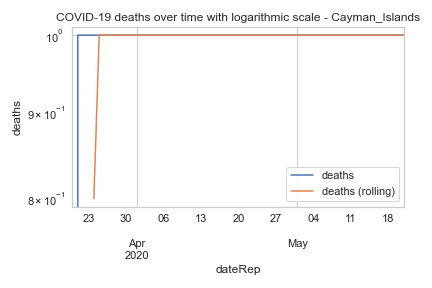 COVID-19 deaths over time with logarithmic scale - Cayman_Islands
10⁰
9 × 10⁻¹
8 × 10⁻¹
deaths
deaths
deaths (rolling)
23 30 06 13 20 27 04 11 18
Apr May
2020
dateRep